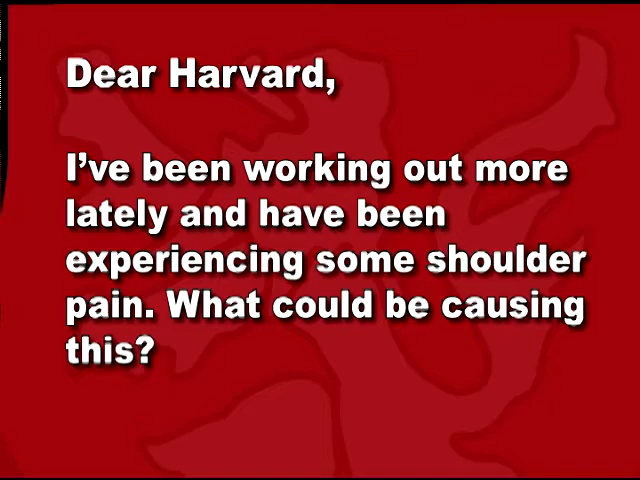 Dear Harvard,
I've been working out more
lately and have been
experiencing some shoulder
pain. What could be causing
this?